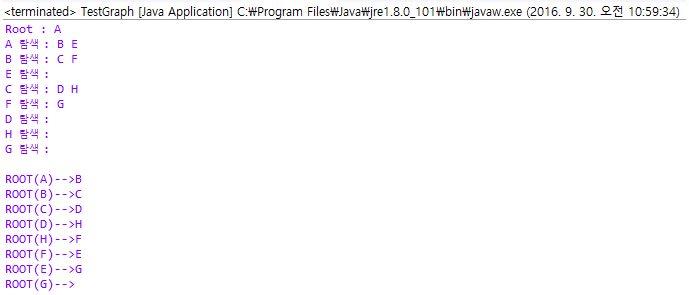 <terminated> TestGraph [Java Application] C:₩Program Files₩Java₩jre1.8.0_101₩bin₩javaw.exe (2016. 9. 30. 오전 10:59:34)
Root : A
A 탐색 : B E
B 탐색 : C F
E 탐색 :
C 탐색 : D H
F 탐색 : G
D 탐색 :
H 탐색 :
G 탐색 :
ROOT(A)-->B
ROOT(B)-->C
ROOT(C)-->D
ROOT(D)-->H
ROOT(H)-->F
ROOT(F)-->E
ROOT(E)-->G
ROOT(G)-->